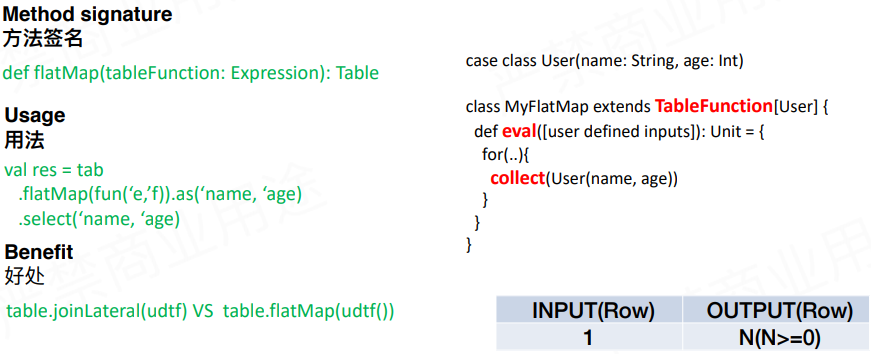 Method signature
方法签名
def flatMap(tableFunction: Expression): Table
Usage
用法
val res = tab
.flatMap(fun(‘e,’f)).as(‘name, ‘age)
.select(‘name, ‘age)
Benefit
好处
table.joinLateral(udtf) VS table.flatMap(udtf())
case class User(name: String, age: Int)
class MyFlatMap extends TableFunction[User] {
def eval([user defined inputs]): Unit = {
for(..){
collect(User(name, age))
}
}
}
INPUT(Row) OUTPUT(Row)
1 N(N>=0)